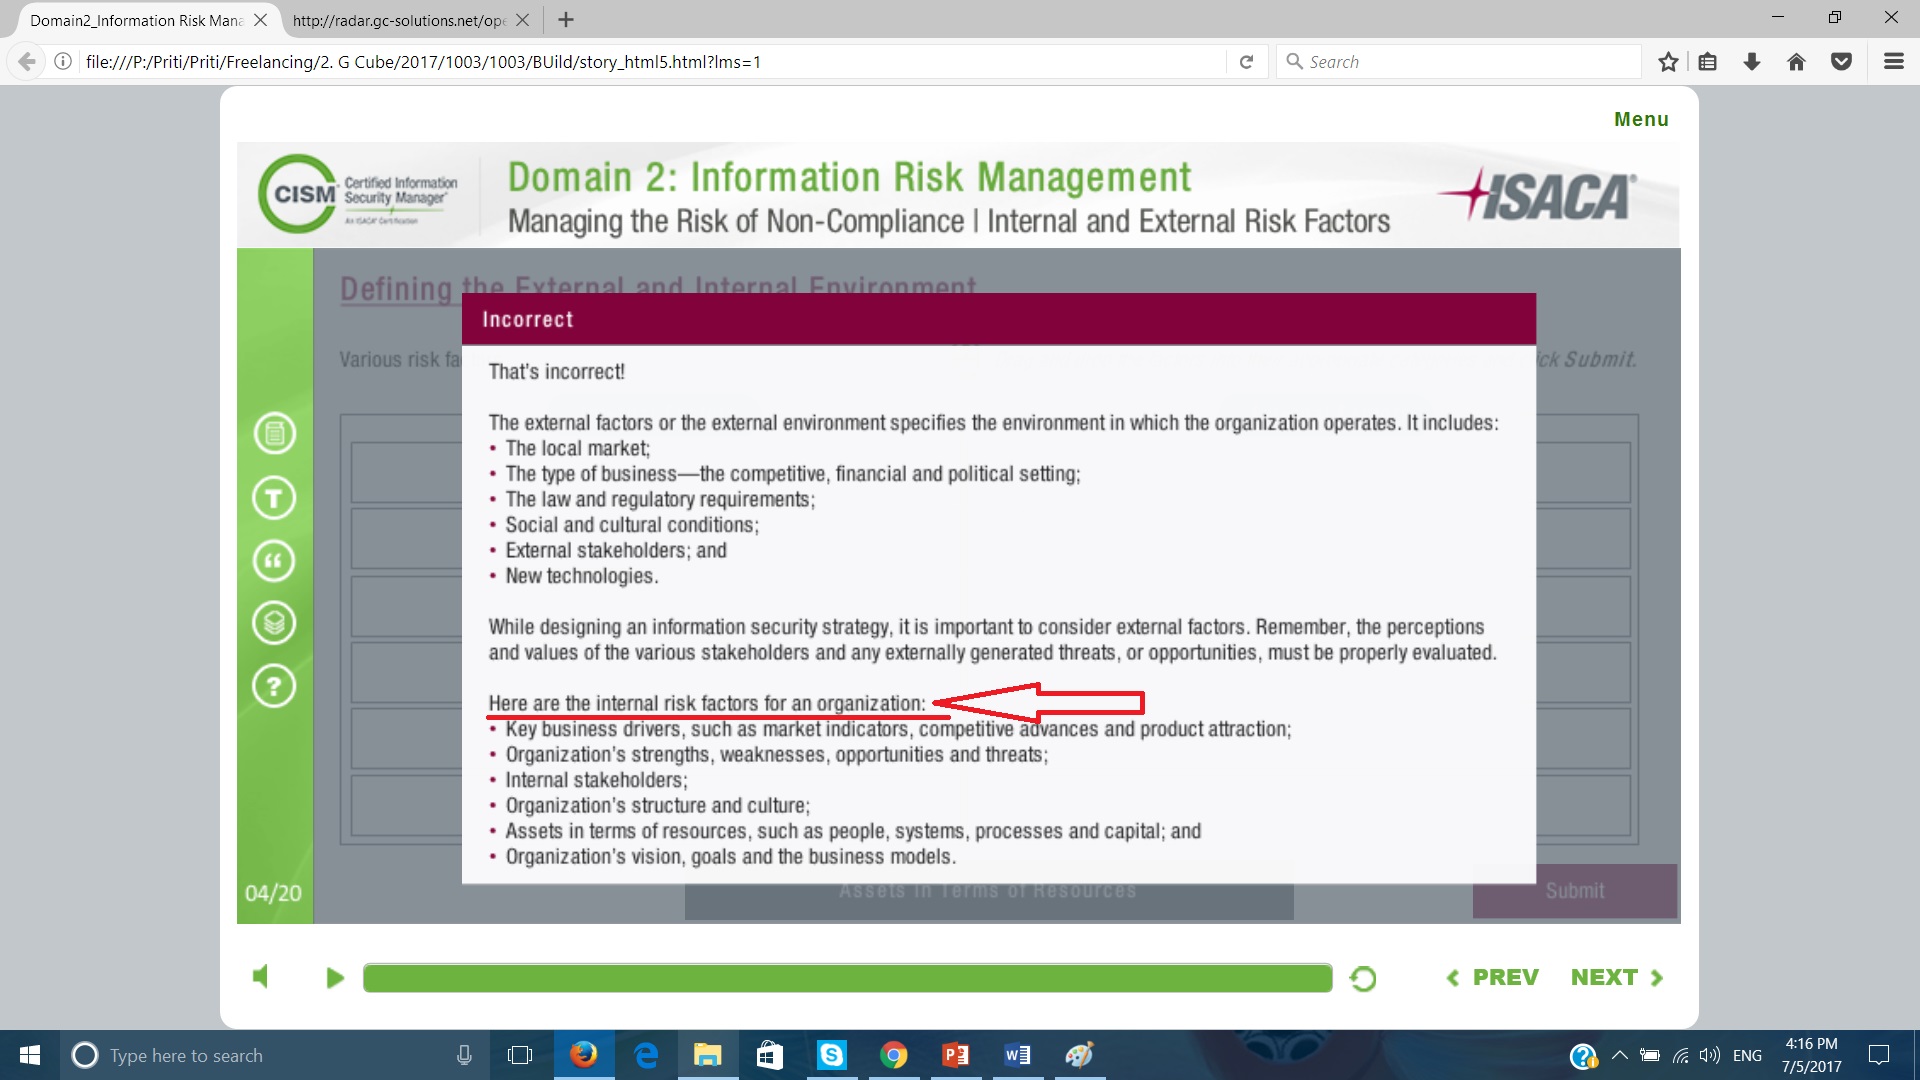 Domain2_Information Risk Mana
http://radar.gc-solutions.net/ope
file:///P:/Priti/Priti/Freelancing/2. G Cube/2017/1003/1003/BUild/story_html5.html?lms=1
Search
Menu
CISM Certified Information Security Manager
An ISACA Certification
Domain 2: Information Risk Management
Managing the Risk of Non-Compliance | Internal and External Risk Factors
ISACA®
Defining the External and Internal Environment
Various risk fa
ck Submit.
Incorrect
That's incorrect!
The external factors or the external environment specifies the environment in which the organization operates. It includes:
• The local market;
• The type of business—the competitive, financial and political setting;
• The law and regulatory requirements;
• Social and cultural conditions;
• External stakeholders; and
• New technologies.
While designing an information security strategy, it is important to consider external factors. Remember, the perceptions
and values of the various stakeholders and any externally generated threats, or opportunities, must be properly evaluated.
Here are the internal risk factors for an organization:
• Key business drivers, such as market indicators, competitive advances and product attraction;
• Organization's strengths, weaknesses, opportunities and threats;
• Internal stakeholders;
• Organization's structure and culture;
• Assets in terms of resources, such as people, systems, processes and capital; and
• Organization's vision, goals and the business models.
04/20
Assets in Terms of Resources
Submit
PREV
NEXT
Type here to search
ENG
4:16 PM
7/5/2017